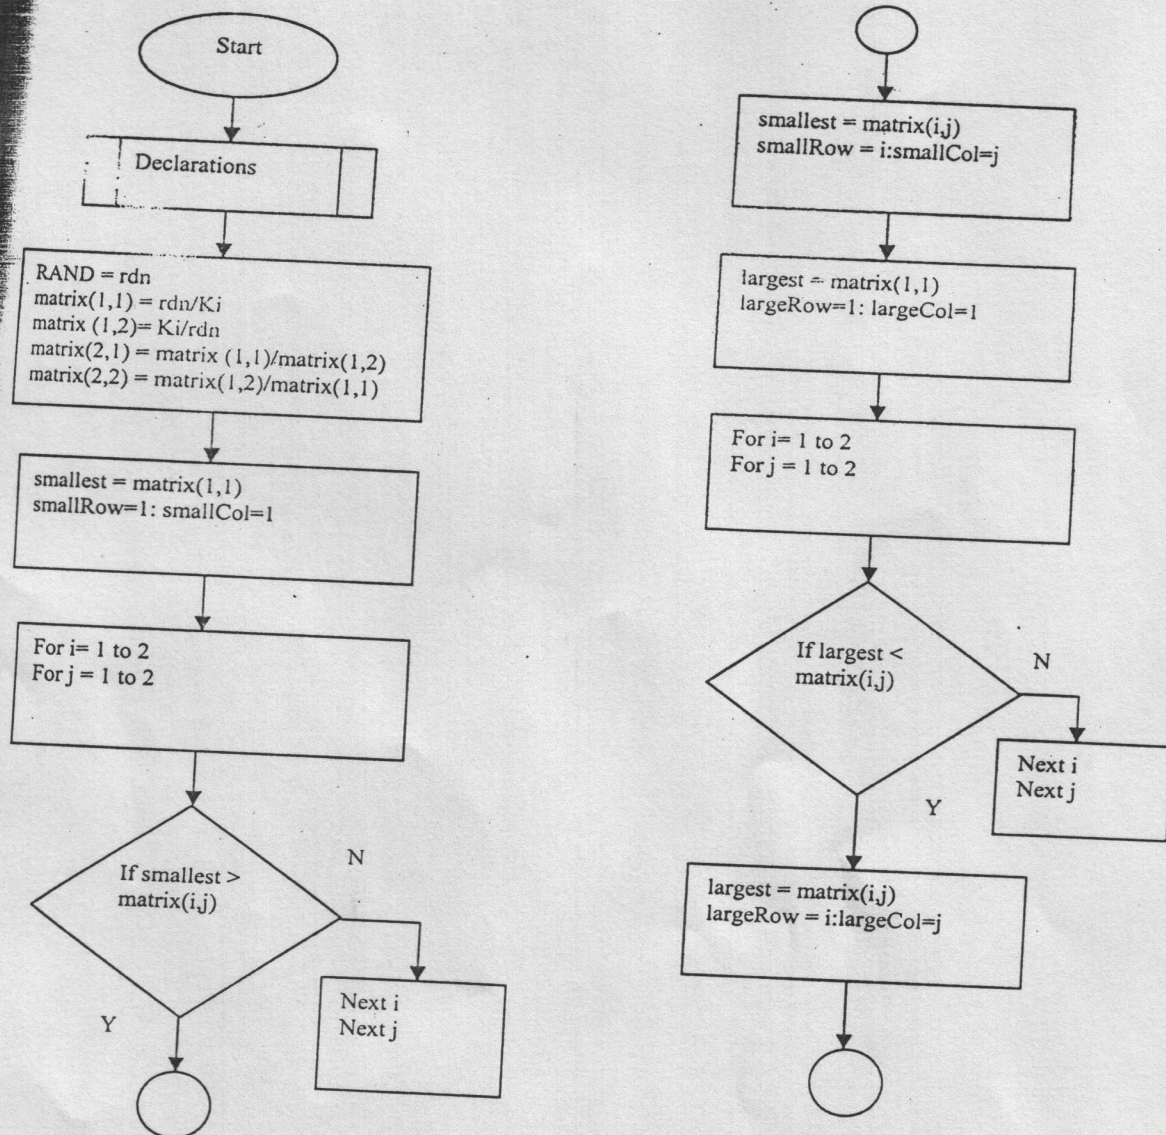 Start
Declarations
RAND = rdn
matrix(1,1) = rdn/Ki
matrix (1,2)= Ki/rdn
matrix(2,1) = matrix (1,1)/matrix(1,2)
matrix(2,2) = matrix(1,2)/matrix(1,1)
smallest = matrix(1,1)
smallRow=1: smallCol=1
For i= 1 to 2
For j = 1 to 2
If smallest >
matrix(i,j)
N
Y
Next i
Next j
smallest = matrix(i,j)
smallRow = i:smallCol=j
largest = matrix(1,1)
largeRow=1: largeCol=1
For i= 1 to 2
For j = 1 to 2
If largest <
matrix(i,j)
N
Y
Next i
Next j
largest = matrix(i,j)
largeRow = i:largeCol=j